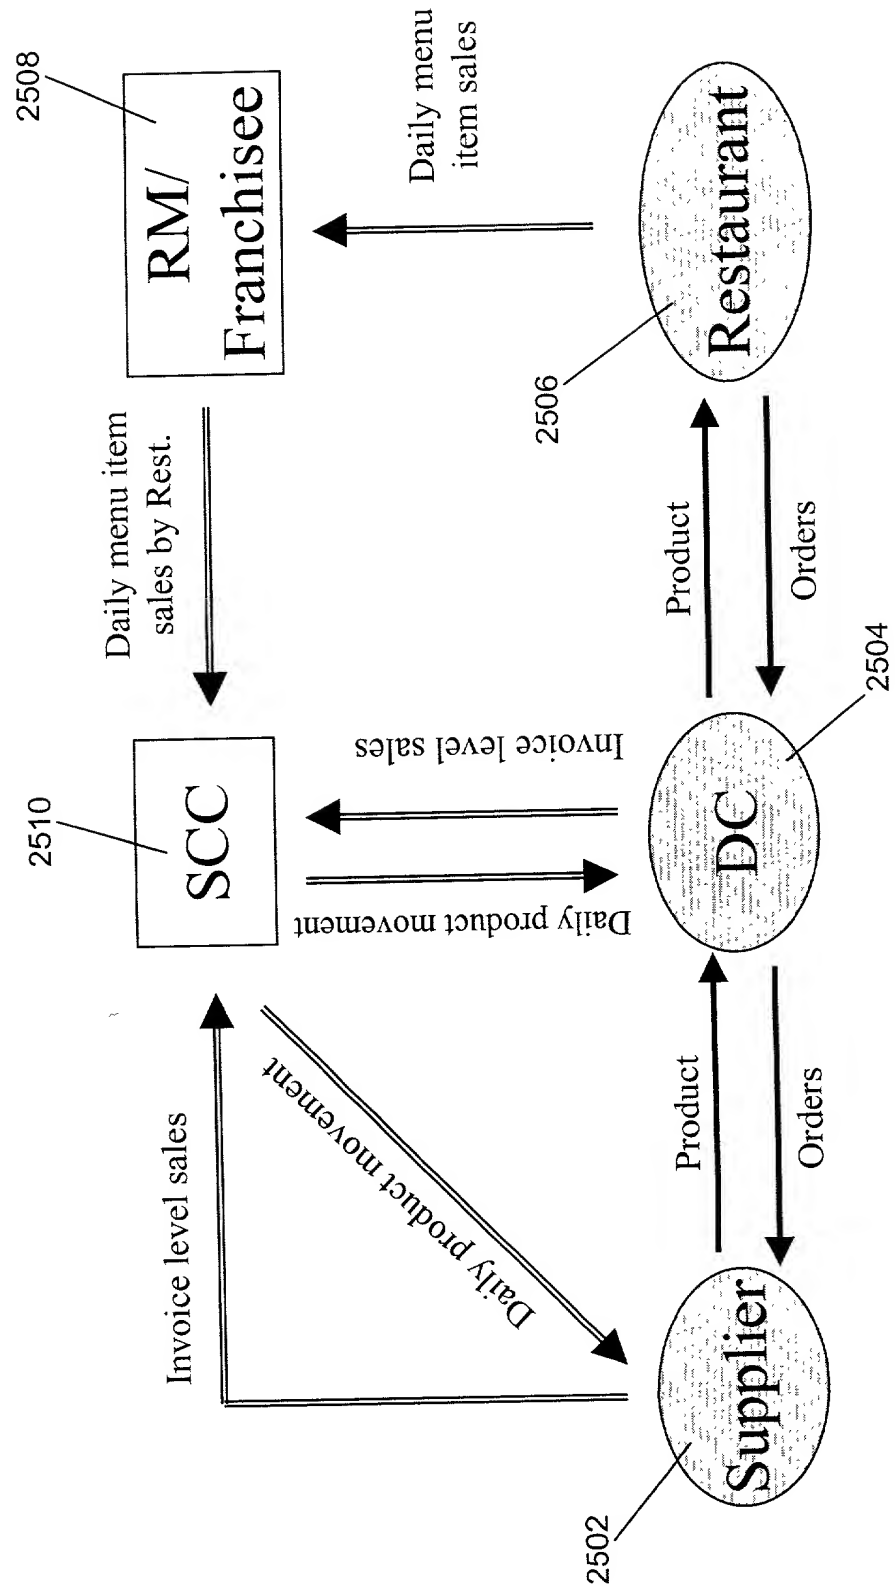 2510
SCC
Daily menu item
sales by Rest.
2508
RM/
Franchisee
Invoice level sales
Daily product movement
Daily product movement
Invoice level sales
Daily menu
item sales
2502
Supplier
Product
Orders
DC
2504
Product
Orders
2506
Restaurant